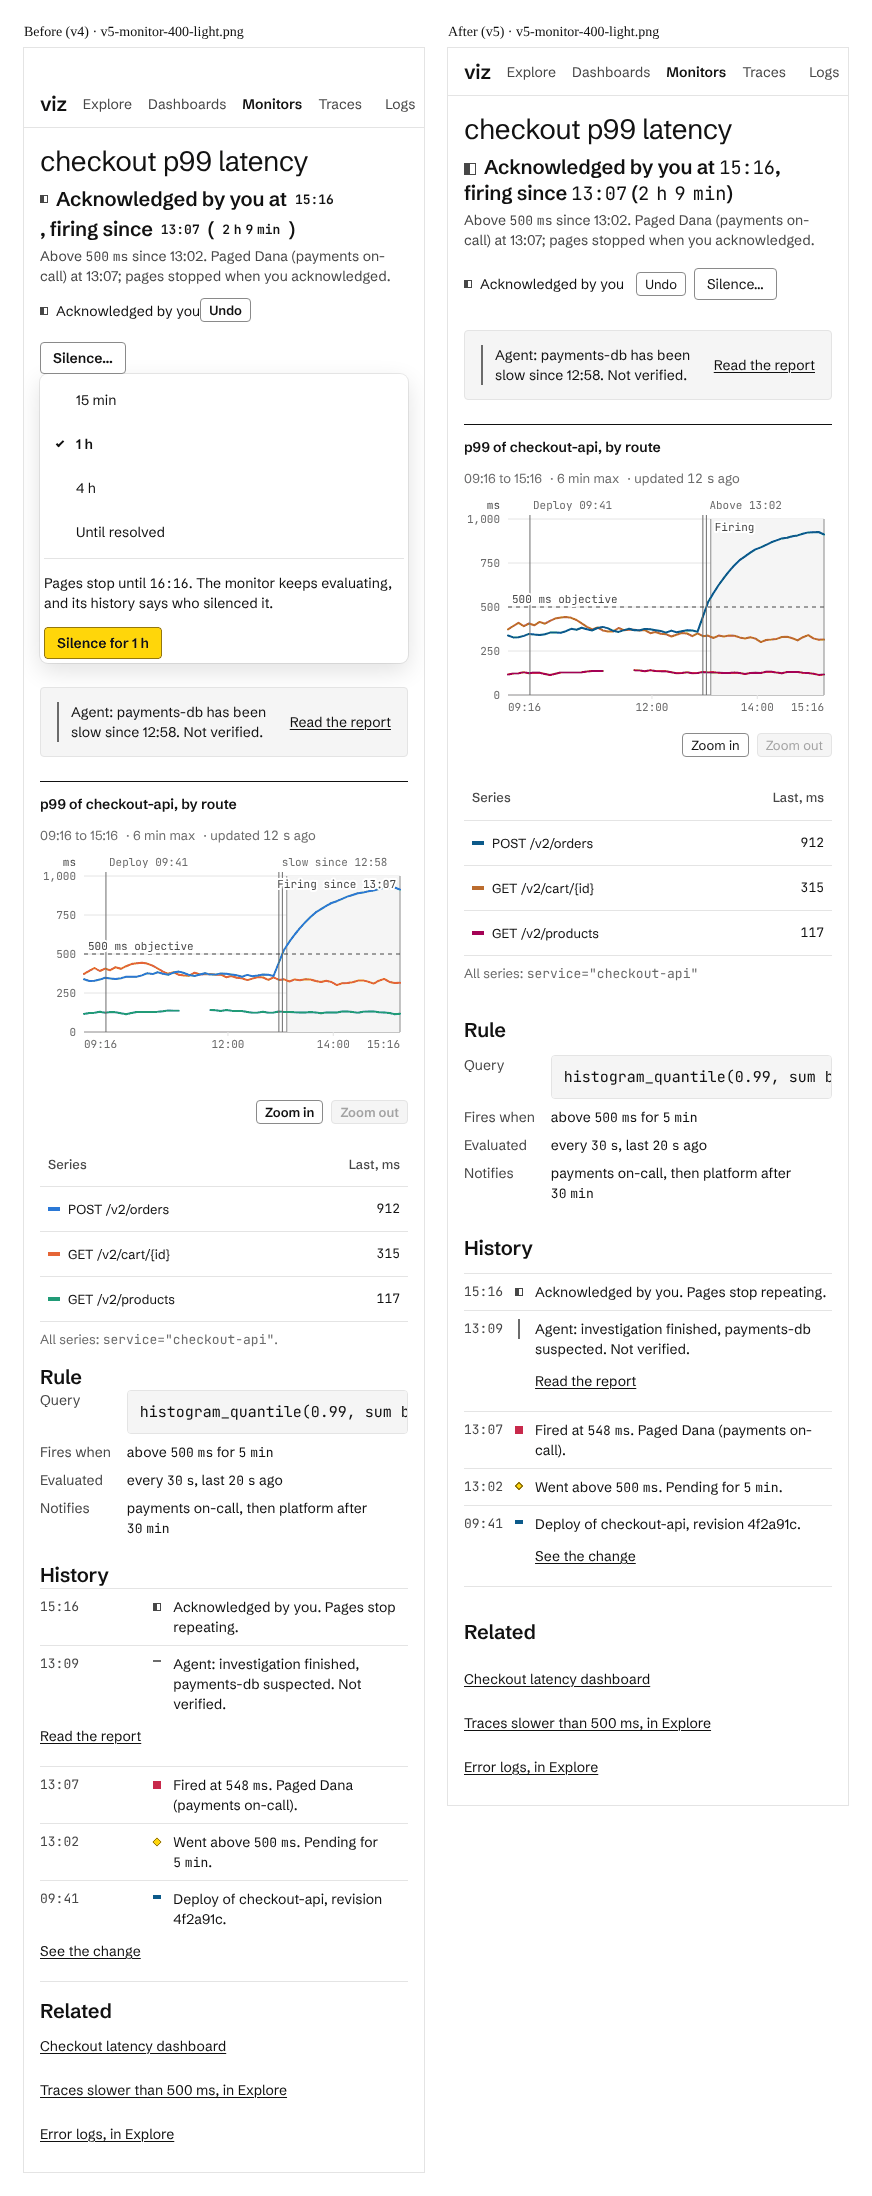 Before (v4) · v5-monitor-400-light.png
viz Explore Dashboards Monitors Traces Logs
checkout p99 latency
Acknowledged by you at 15:16
, firing since 13:07 ( 2 h 9 min )
Above 500 ms since 13:02. Paged Dana (payments on-
call) at 13:07; pages stopped when you acknowledged.
Acknowledged by you Undo
Silence…
15 min
1 h
4 h
Until resolved
Pages stop until 16:16. The monitor keeps evaluating,
and its history says who silenced it.
Silence for 1 h
Agent: payments-db has been
slow since 12:58. Not verified.
Read the report
p99 of checkout-api, by route
09:16 to 15:16 · 6 min max · updated 12 s ago
ms Deploy 09:41 slow since 12:58
1,000
Firing since 13:07
750
500 ms objective
500
250
0
09:16 12:00 14:00 15:16
Zoom in Zoom out
Series Last, ms
POST /v2/orders 912
GET /v2/cart/{id} 315
GET /v2/products 117
All series: service="checkout-api".
Rule
Query histogram_quantile(0.99, sum b
Fires when above 500 ms for 5 min
Evaluated every 30 s, last 20 s ago
Notifies payments on-call, then platform after
30 min
History
15:16 Acknowledged by you. Pages stop
repeating.
13:09 Agent: investigation finished,
payments-db suspected. Not
verified.
Read the report
13:07 Fired at 548 ms. Paged Dana
(payments on-call).
13:02 Went above 500 ms. Pending for
5 min.
09:41 Deploy of checkout-api, revision
4f2a91c.
See the change
Related
Checkout latency dashboard
Traces slower than 500 ms, in Explore
Error logs, in Explore
After (v5) · v5-monitor-400-light.png
viz Explore Dashboards Monitors Traces Logs
checkout p99 latency
Acknowledged by you at 15:16,
firing since 13:07 (2 h 9 min)
Above 500 ms since 13:02. Paged Dana (payments on-
call) at 13:07; pages stopped when you acknowledged.
Acknowledged by you Undo Silence…
Agent: payments-db has been
slow since 12:58. Not verified.
Read the report
p99 of checkout-api, by route
09:16 to 15:16 · 6 min max · updated 12 s ago
ms Deploy 09:41 Above 13:02
1,000
Firing
750
500 ms objective
500
250
0
09:16 12:00 14:00 15:16
Zoom in Zoom out
Series Last, ms
POST /v2/orders 912
GET /v2/cart/{id} 315
GET /v2/products 117
All series: service="checkout-api"
Rule
Query histogram_quantile(0.99, sum b
Fires when above 500 ms for 5 min
Evaluated every 30 s, last 20 s ago
Notifies payments on-call, then platform after
30 min
History
15:16 Acknowledged by you. Pages stop repeating.
13:09 Agent: investigation finished, payments-db
suspected. Not verified.
Read the report
13:07 Fired at 548 ms. Paged Dana (payments on-
call).
13:02 Went above 500 ms. Pending for 5 min.
09:41 Deploy of checkout-api, revision 4f2a91c.
See the change
Related
Checkout latency dashboard
Traces slower than 500 ms, in Explore
Error logs, in Explore